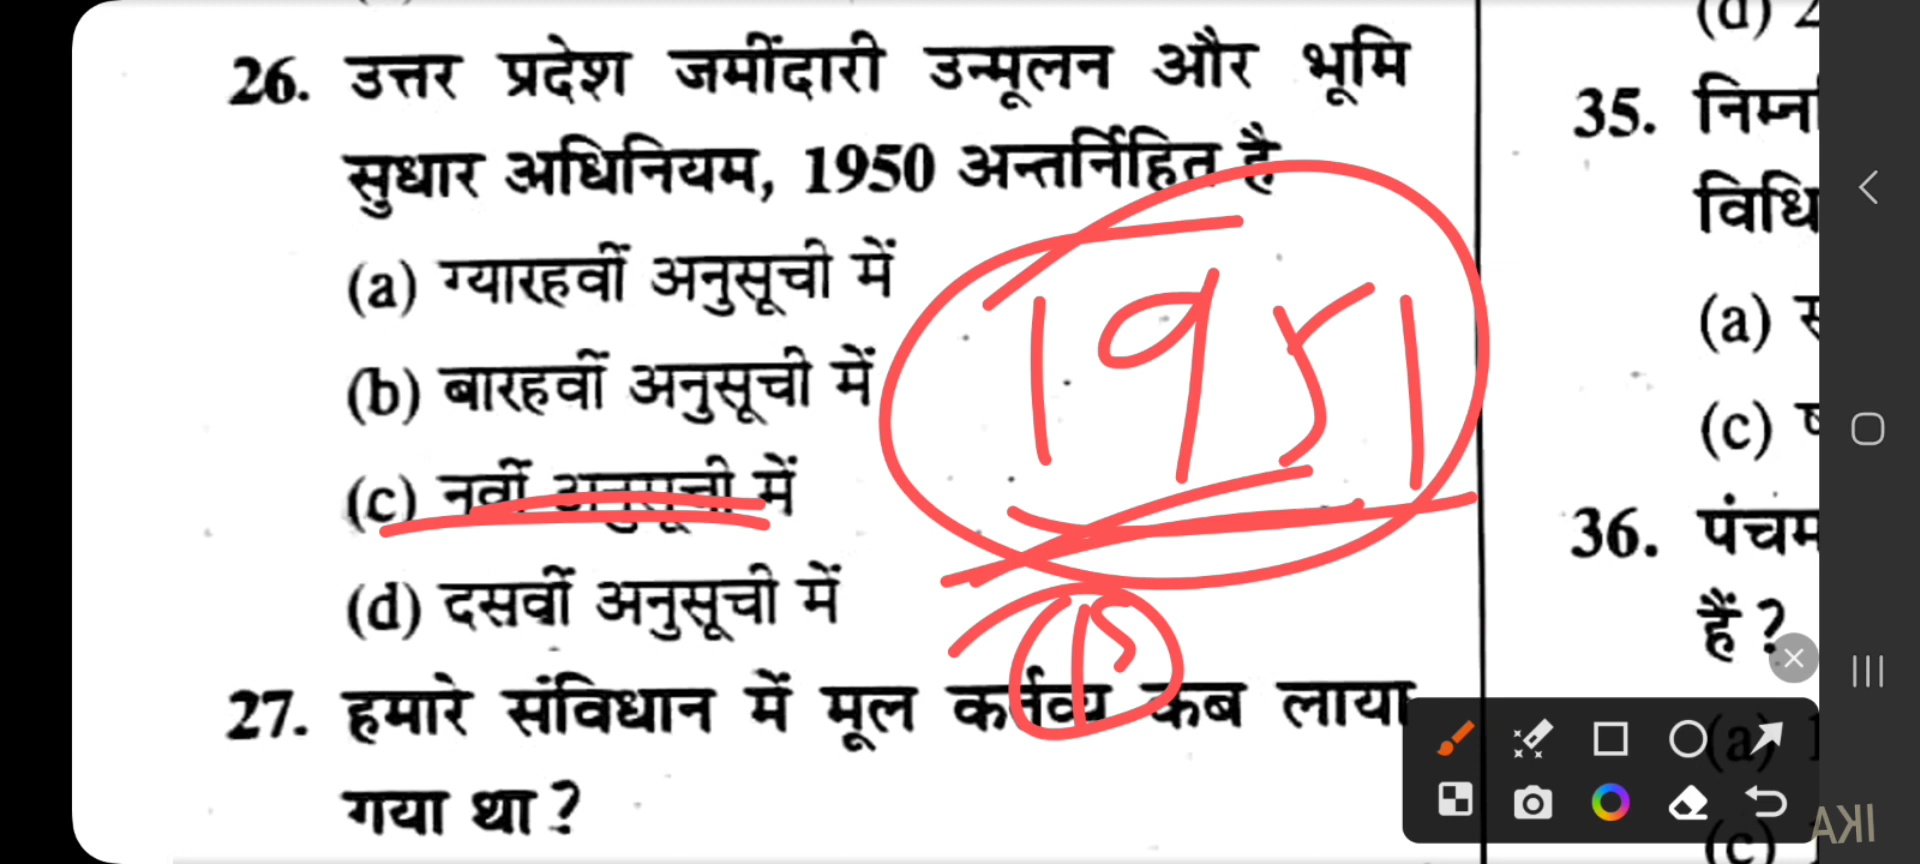 26. उत्तर प्रदेश जमींदारी उन्मूलन और भूमि
सुधार अधिनियम, 1950 अन्तर्निहित है
(a) ग्यारहवीं अनुसूची में
(b) बारहवीं अनुसूची में
(c) नवीं अनुसूची में
(d) दसवीं अनुसूची में
1951
27. हमारे संविधान में मूल कर्तव्य कब लाया
गया था?
(d)
35.
(a)
(c)
36.
हैं?
(a)
(c)